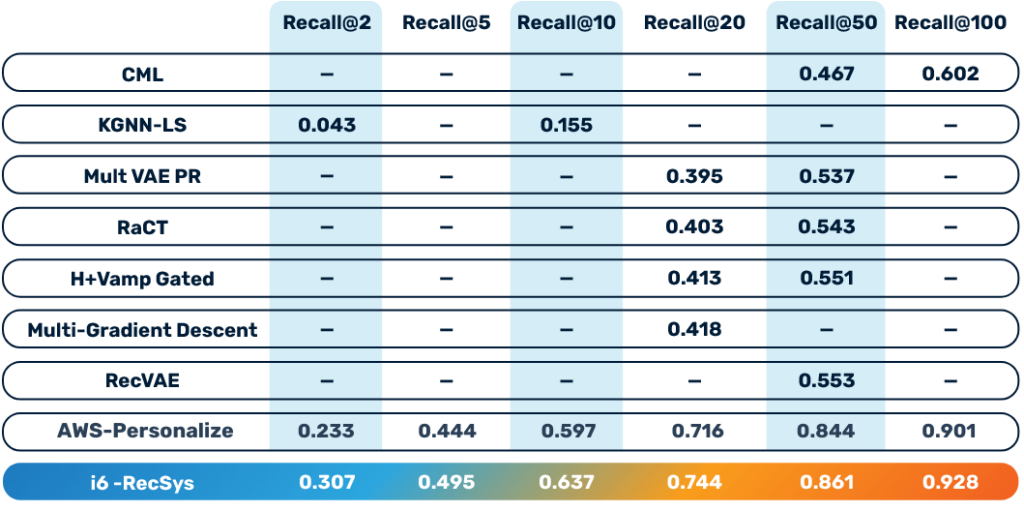 Recall@2 Recall@5 Recall@10 Recall@20 Recall@50 Recall@100
CML — — — — 0.467 0.602
KGNN-LS 0.043 — 0.155 — — —
Mult VAE PR — — — 0.395 0.537 —
RaCT — — — 0.403 0.543 —
H+Vamp Gated — — — 0.413 0.551 —
Multi-Gradient Descent — — — 0.418 — —
RecVAE — — — — 0.553 —
AWS-Personalize 0.233 0.444 0.597 0.716 0.844 0.901
i6 -RecSys 0.307 0.495 0.637 0.744 0.861 0.928